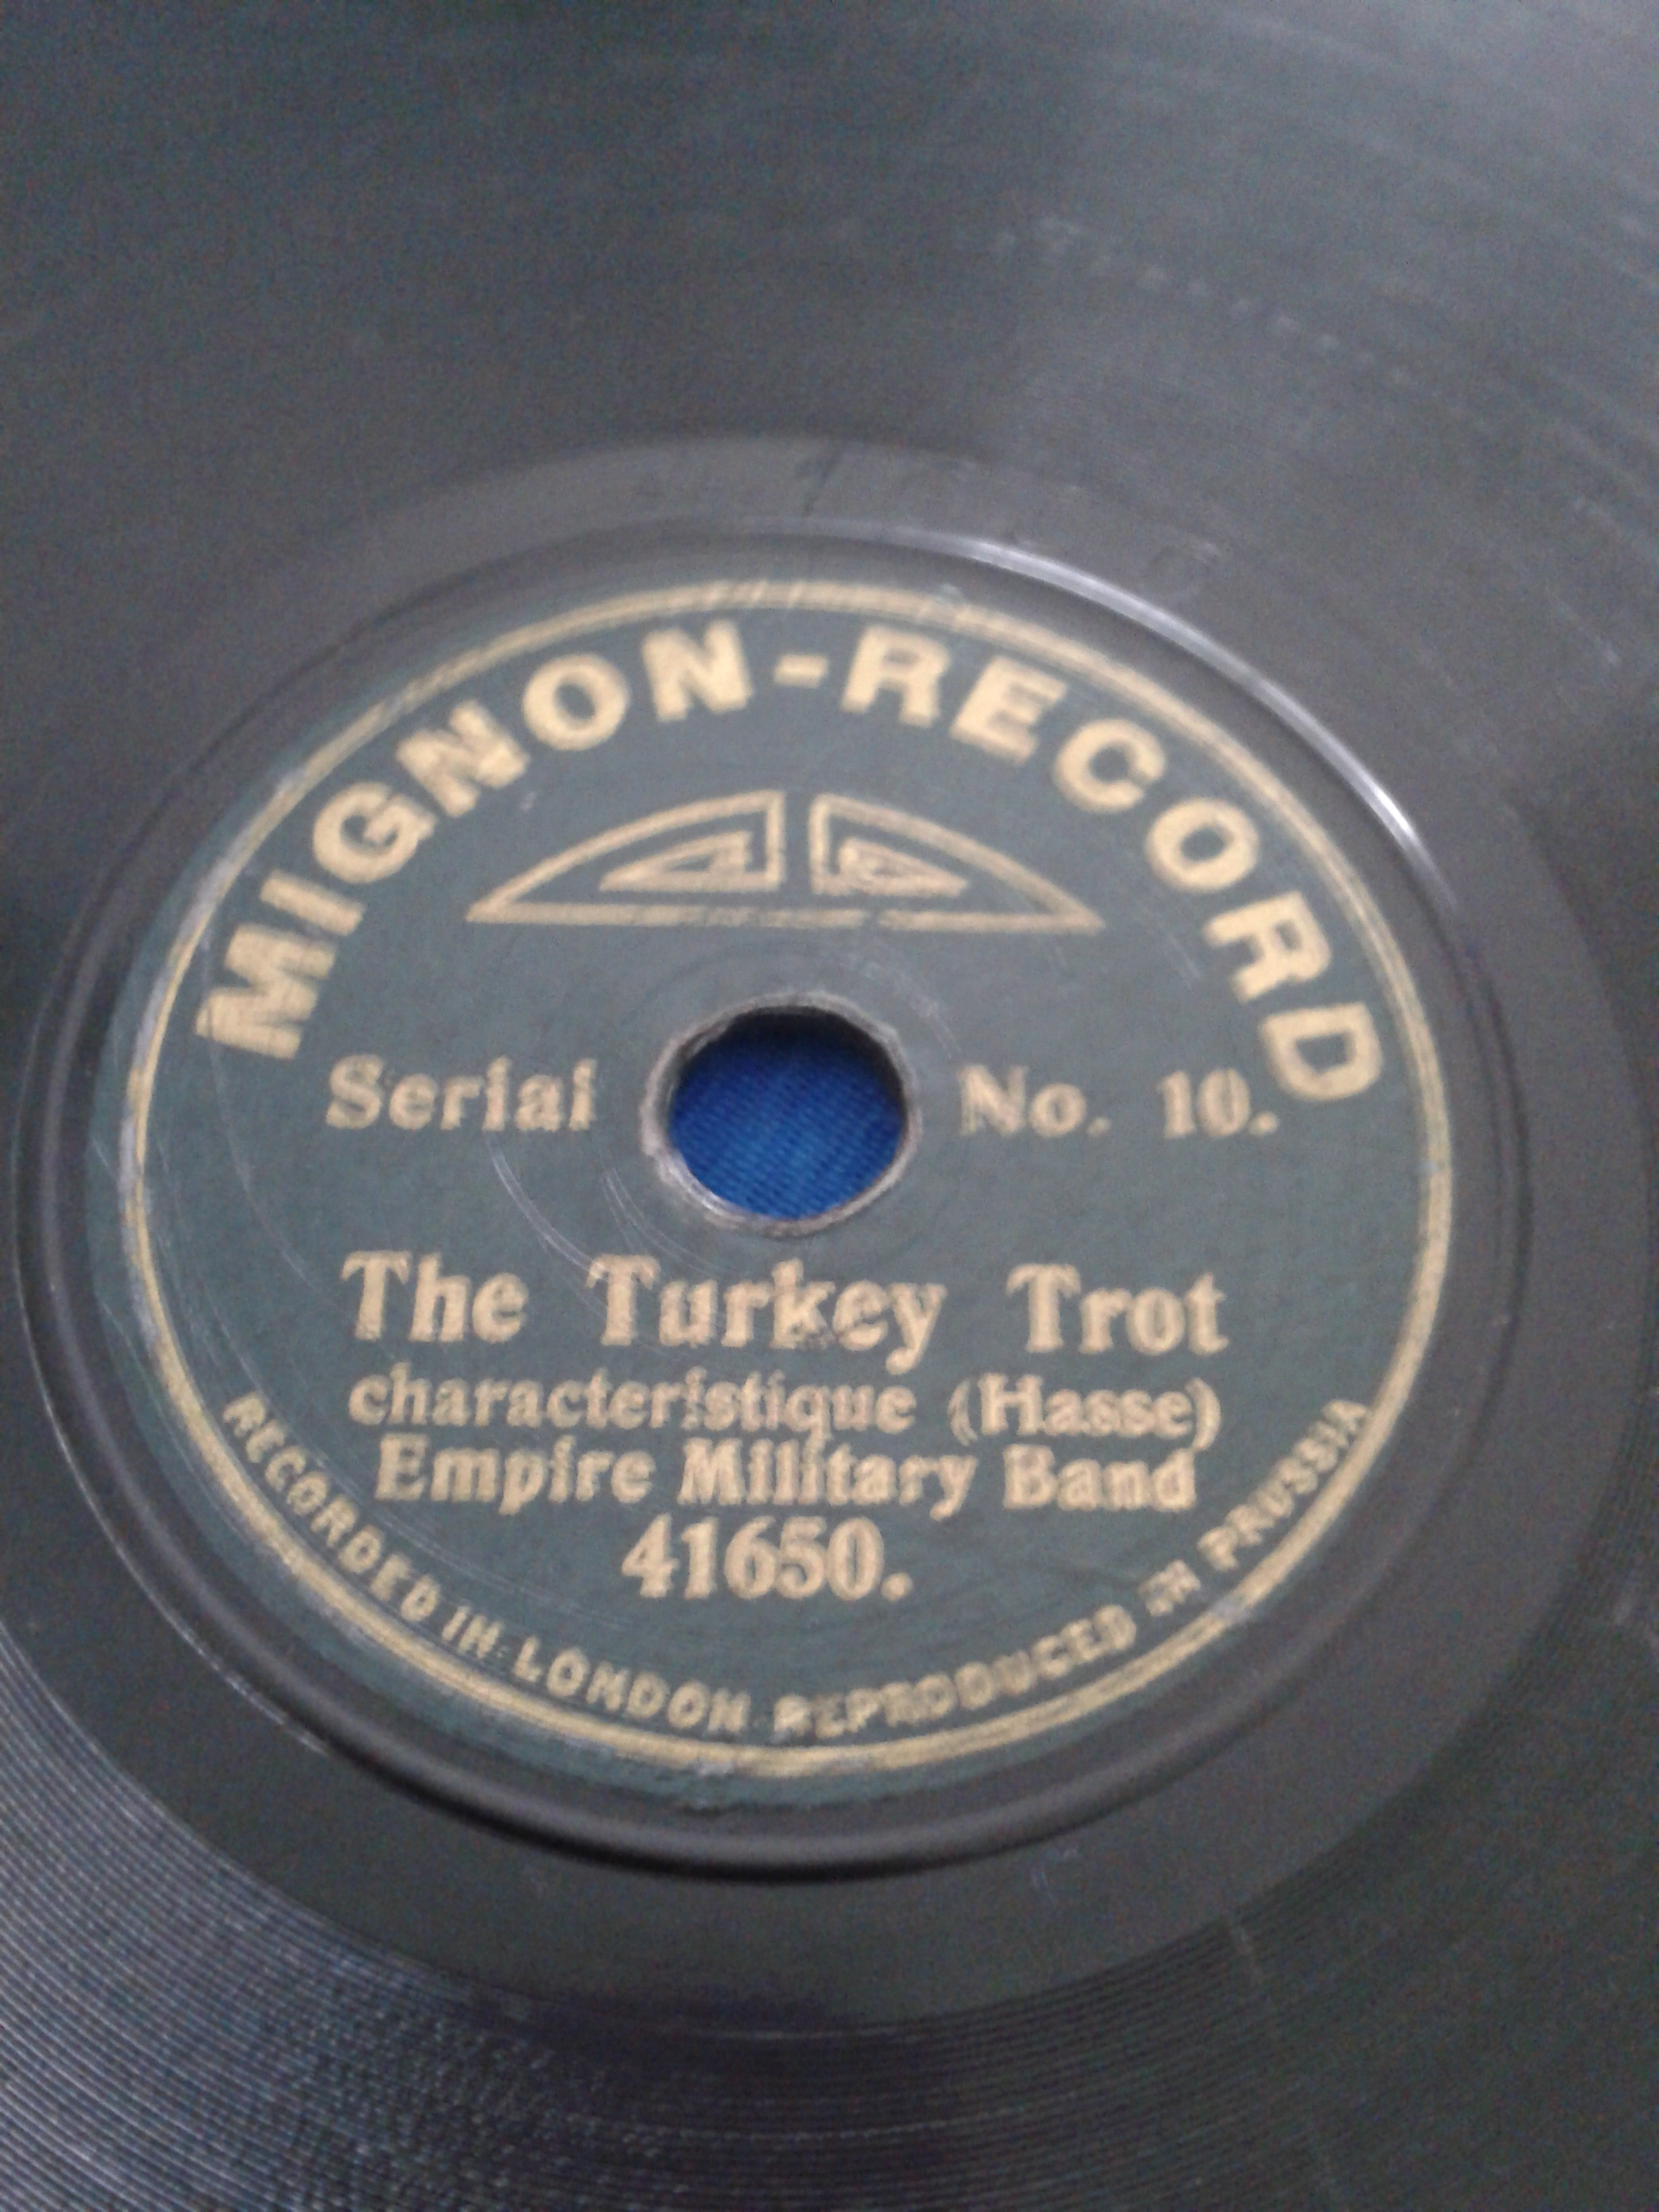 MIGNON-RECORD
Serial No. 10.
The Turkey Trot
characteristique (Hasse)
Empire Military Band
41650.
RECORDED IN LONDON REPRODUCED IN PRUSSIA